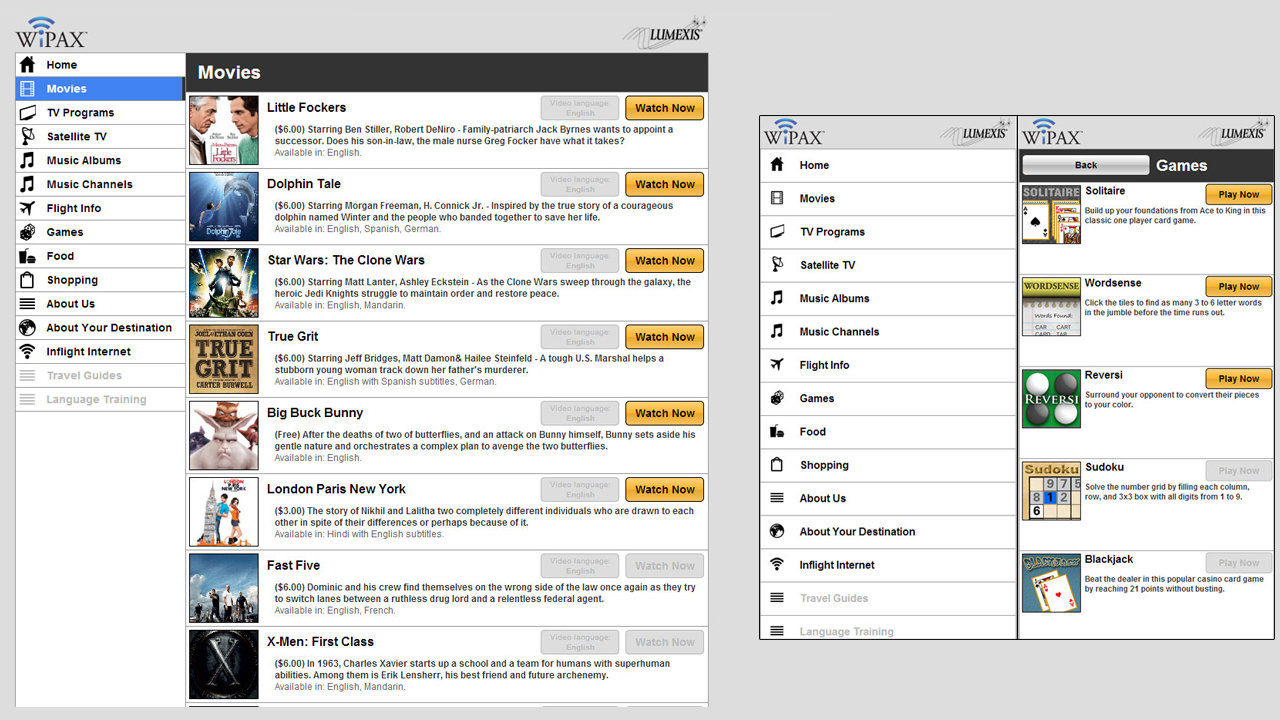 WiPAX
LUMEXIS
Home
Movies
TV Programs
Satellite TV
Music Albums
Music Channels
Flight Info
Games
Food
Shopping
About Us
About Your Destination
Inflight Internet
Travel Guides
Language Training
Movies
Little Fockers
Video language:
English
Watch Now
($6.00) Starring Ben Stiller, Robert DeNiro - Family-patriarch Jack Byrnes wants to appoint a
successor. Does his son-in-law, the male nurse Greg Focker have what it takes?
Available in: English.
Dolphin Tale
Video language:
English
Watch Now
($6.00) Starring Morgan Freeman, H. Connick Jr. - Inspired by the true story of a courageous
dolphin named Winter and the people who banded together to save her life.
Available in: English, Spanish, German.
Star Wars: The Clone Wars
Video language:
English
Watch Now
($6.00) Starring Matt Lanter, Ashley Eckstein - As the Clone Wars sweep through the galaxy, the
heroic Jedi Knights struggle to maintain order and restore peace.
Available in: English, Mandarin.
JOEL & ETHAN COEN
TRUE
GRIT
CARTER BURWELL
True Grit
Video language:
English
Watch Now
($6.00) Starring Jeff Bridges, Matt Damon& Hailee Steinfeld - A tough U.S. Marshal helps a
stubborn young woman track down her father's murderer.
Available in: English with Spanish subtitles, German.
Big Buck Bunny
Video language:
English
Watch Now
(Free) After the deaths of two of butterflies, and an attack on Bunny himself, Bunny sets aside his
gentle nature and orchestrates a complex plan to avenge the two butterflies.
Available in: English.
London Paris New York
Video language:
English
Watch Now
($3.00) The story of Nikhil and Lalitha two completely different individuals who are drawn to each
other in spite of their differences or perhaps because of it.
Available in: Hindi with English subtitles.
Fast Five
Video language:
English
Watch Now
($6.00) Dominic and his crew find themselves on the wrong side of the law once again as they try
to switch lanes between a ruthless drug lord and a relentless federal agent.
Available in: English, French.
X-Men: First Class
Video language:
English
Watch Now
($6.00) In 1963, Charles Xavier starts up a school and a team for humans with superhuman
abilities. Among them is Erik Lensherr, his best friend and future archenemy.
Available in: English, Mandarin.
WiPAX
LUMEXIS
Home
Movies
TV Programs
Satellite TV
Music Albums
Music Channels
Flight Info
Games
Food
Shopping
About Us
About Your Destination
Inflight Internet
Travel Guides
Language Training
WiPAX
LUMEXIS
Back
Games
SOLITAIRE
Solitaire
Play Now
Build up your foundations from Ace to King in this
classic one player card game.
WORDSENSE
Words Found:
CAR CART
Wordsense
Play Now
Click the tiles to find as many 3 to 6 letter words
in the jumble before the time runs out.
REVERSI
Reversi
Play Now
Surround your opponent to convert their pieces
to your color.
Sudoku
9 7 5
8 1 2
6
Sudoku
Play Now
Solve the number grid by filling each column,
row, and 3x3 box with all digits from 1 to 9.
BLACKJACK
Blackjack
Play Now
Beat the dealer in this popular casino card game
by reaching 21 points without busting.